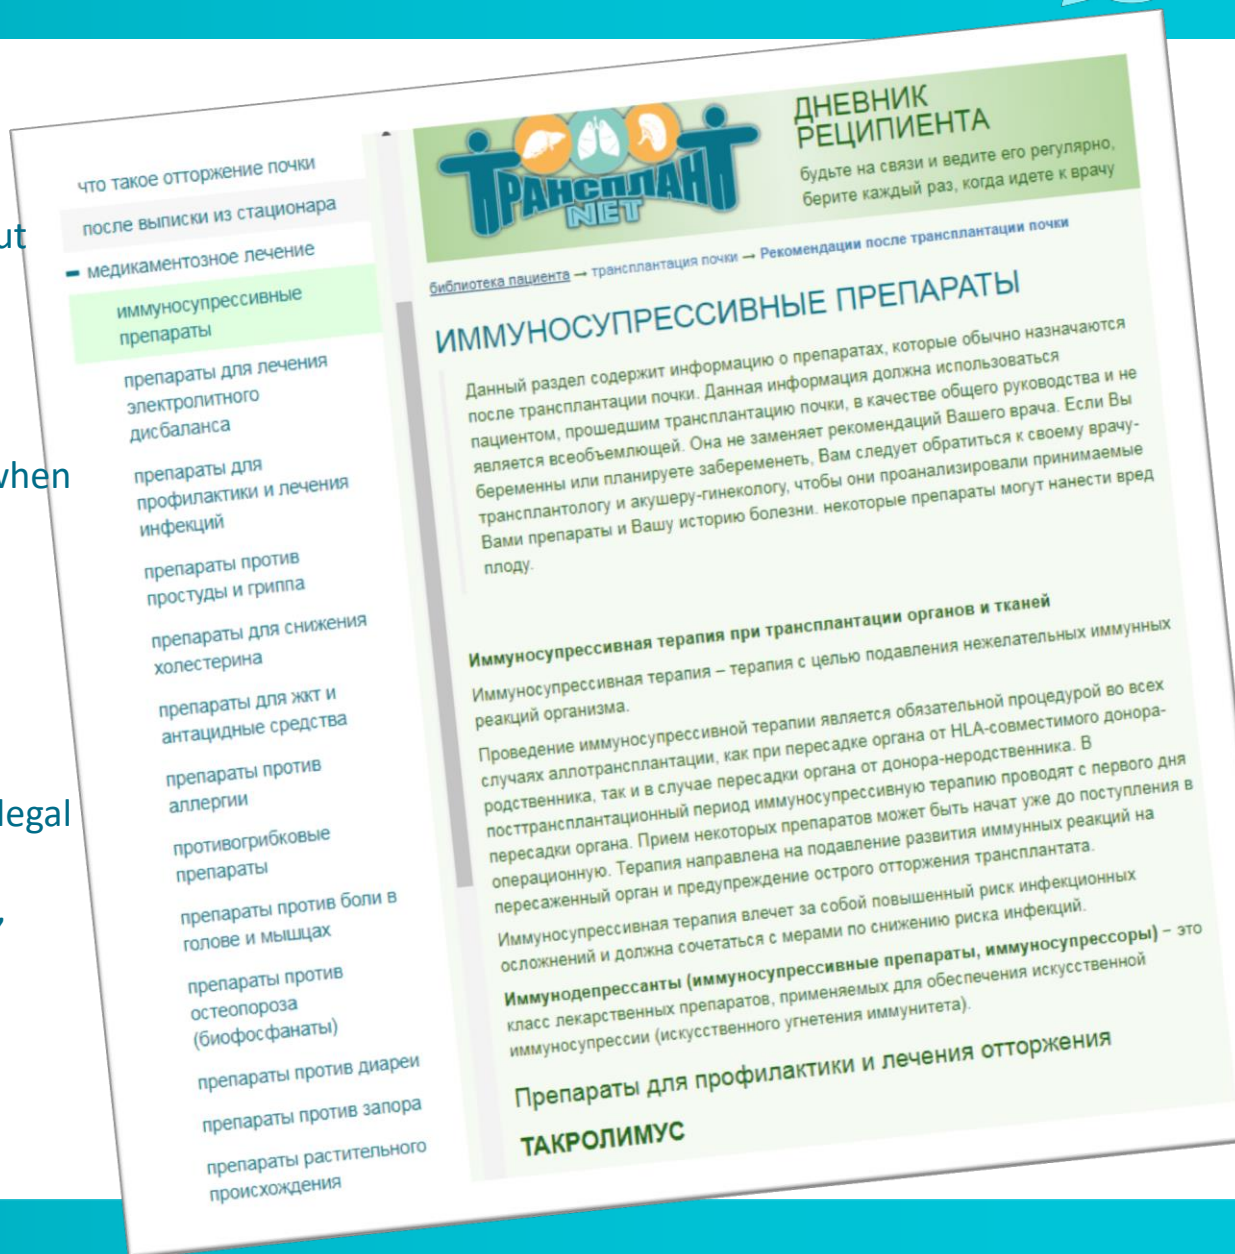 ut
when
legal
,
что такое отторжение почки
после выписки из стационара
медикаментозное лечение
иммуносупрессивные
препараты
препараты для лечения
электролитного
дисбаланса
препараты для
профилактики и лечения
инфекций
препараты против
простуды и гриппа
препараты для снижения
холестерина
препараты для жкт и
антацидные средства
препараты против
аллергии
противогрибковые
препараты
препараты против боли в
голове и мышцах
препараты против
остеопороза
(биофосфанаты)
препараты против диареи
препараты против запора
препараты растительного
происхождения
ТРАНСПЛАНТ
NET
ДНЕВНИК
РЕЦИПИЕНТА
будьте на связи и ведите его регулярно,
берите каждый раз, когда идете к врачу
библиотека пациента → трансплантация почки → Рекомендации после трансплантации почки
ИММУНОСУПРЕССИВНЫЕ ПРЕПАРАТЫ
Данный раздел содержит информацию о препаратах, которые обычно назначаются
после трансплантации почки. Данная информация должна использоваться
пациентом, прошедшим трансплантацию почки, в качестве общего руководства и не
является всеобъемлющей. Она не заменяет рекомендаций Вашего врача. Если Вы
беременны или планируете забеременеть, Вам следует обратиться к своему врачу-
трансплантологу и акушеру-гинекологу, чтобы они проанализировали принимаемые
Вами препараты и Вашу историю болезни. некоторые препараты могут нанести вред
плоду.
Иммуносупрессивная терапия при трансплантации органов и тканей
Иммуносупрессивная терапия – терапия с целью подавления нежелательных иммунных
реакций организма.
Проведение иммуносупрессивной терапии является обязательной процедурой во всех
случаях аллотрансплантации, как при пересадке органа от HLA-совместимого донора-
родственника, так и в случае пересадки органа от донора-неродственника. В
посттрансплантационный период иммуносупрессивную терапию проводят с первого дня
пересадки органа. Прием некоторых препаратов может быть начат уже до поступления в
операционную. Терапия направлена на подавление развития иммунных реакций на
пересаженный орган и предупреждение острого отторжения трансплантата.
Иммуносупрессивная терапия влечет за собой повышенный риск инфекционных
осложнений и должна сочетаться с мерами по снижению риска инфекций.
Иммунодепрессанты (иммуносупрессивные препараты, иммуносупрессоры) – это
класс лекарственных препаратов, применяемых для обеспечения искусственной
иммуносупрессии (искусственного угнетения иммунитета).
Препараты для профилактики и лечения отторжения
ТАКРОЛИМУС